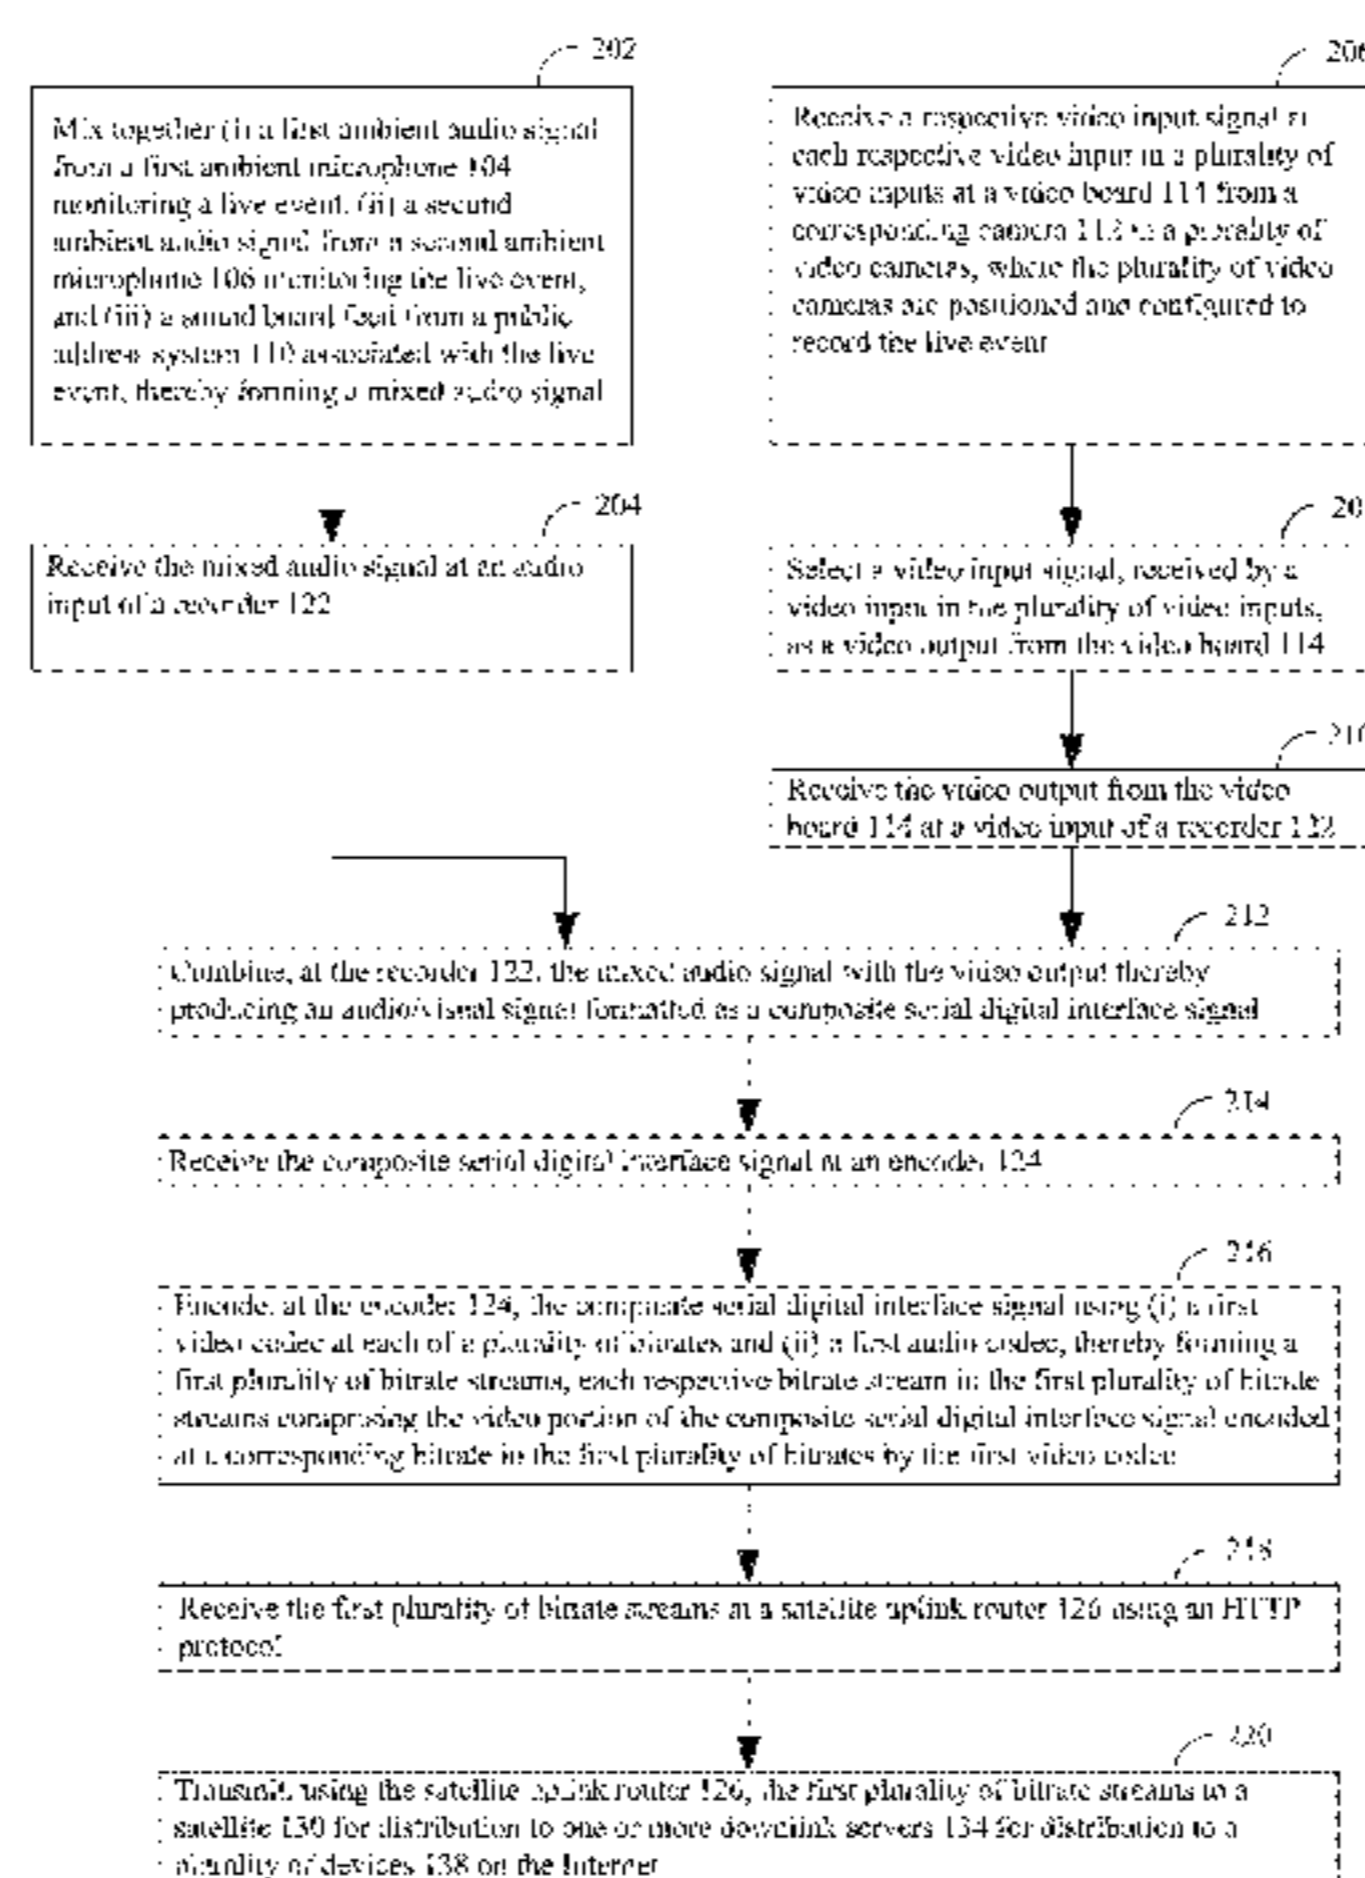 202
Mix together (i) a first ambient audio signal
from a first ambient microphone 104
monitoring a live event, (ii) a second
ambient audio signal from a second ambient
microphone 106 monitoring the live event,
and (iii) a sound board feed from a public
address system 110 associated with the live
event, thereby forming a mixed audio signal
204
Receive the mixed audio signal at an audio
input of a recorder 122
206
Receive a respective video input signal at
each respective video input in a plurality of
video inputs at a video board 114 from a
corresponding camera 112 in a plurality of
video cameras, where the plurality of video
cameras are positioned and configured to
record the live event
20
Select a video input signal, received by a
video input in the plurality of video inputs,
as a video output from the video board 114
210
Receive the video output from the video
board 114 at a video input of a recorder 122
212
Combine, at the recorder 122, the mixed audio signal with the video output thereby
producing an audio/visual signal formatted as a composite serial digital interface signal
214
Receive the composite serial digital interface signal at an encoder 124
216
Encode, at the encoder 124, the composite serial digital interface signal using (i) a first
video codec at each of a plurality of bitrates and (ii) a first audio codec, thereby forming a
first plurality of bitrate streams, each respective bitrate stream in the first plurality of bitrate
streams comprising the video portion of the composite serial digital interface signal encoded
at a corresponding bitrate in the first plurality of bitrates by the first video codec
218
Receive the first plurality of bitrate streams at a satellite uplink router 126 using an HTTP
protocol
220
Transmit, using the satellite uplink router 126, the first plurality of bitrate streams to a
satellite 130 for distribution to one or more downlink servers 134 for distribution to a
plurality of devices 138 on the Internet